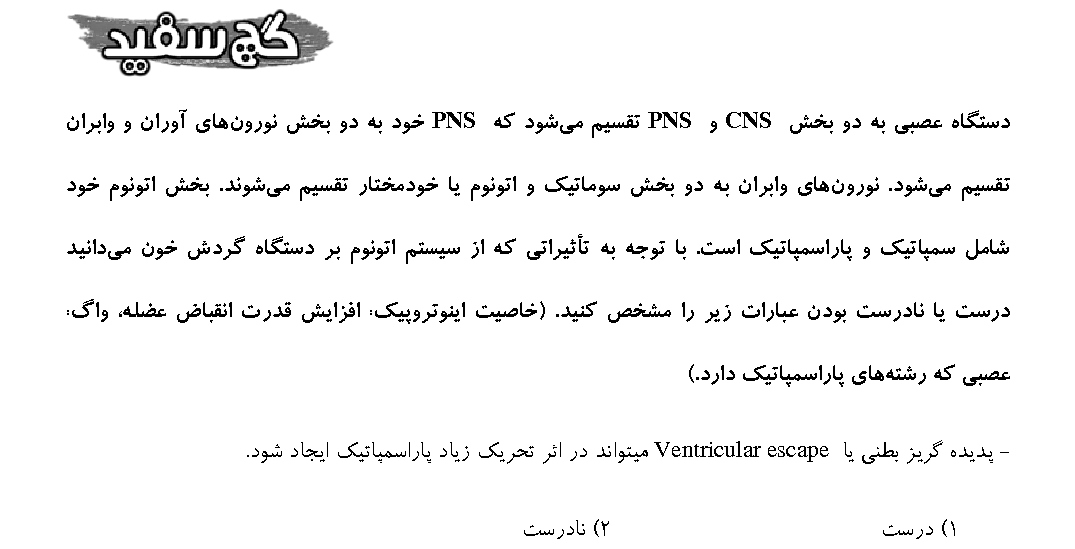 گچ سفید
دستگاه عصبی به دو بخش CNS و PNS تقسیم می‌شود که PNS خود به دو بخش نورون‌های آوران و وابران
تقسیم می‌شود. نورون‌های وابران به دو بخش سوماتیک و اتونوم یا خودمختار تقسیم می‌شوند. بخش اتونوم خود
شامل سمپاتیک و پاراسمپاتیک است. با توجه به تأثیراتی که از سیستم اتونوم بر دستگاه گردش خون می‌دانید
درست یا نادرست بودن عبارات زیر را مشخص کنید. (خاصیت اینوتروپیک: افزایش قدرت انقباض عضله، واگ:
عصبی که رشته‌های پاراسمپاتیک دارد.)
- پدیده گریز بطنی یا Ventricular escape میتواند در اثر تحریک زیاد پاراسمپاتیک ایجاد شود.
۱) درست ۲) نادرست